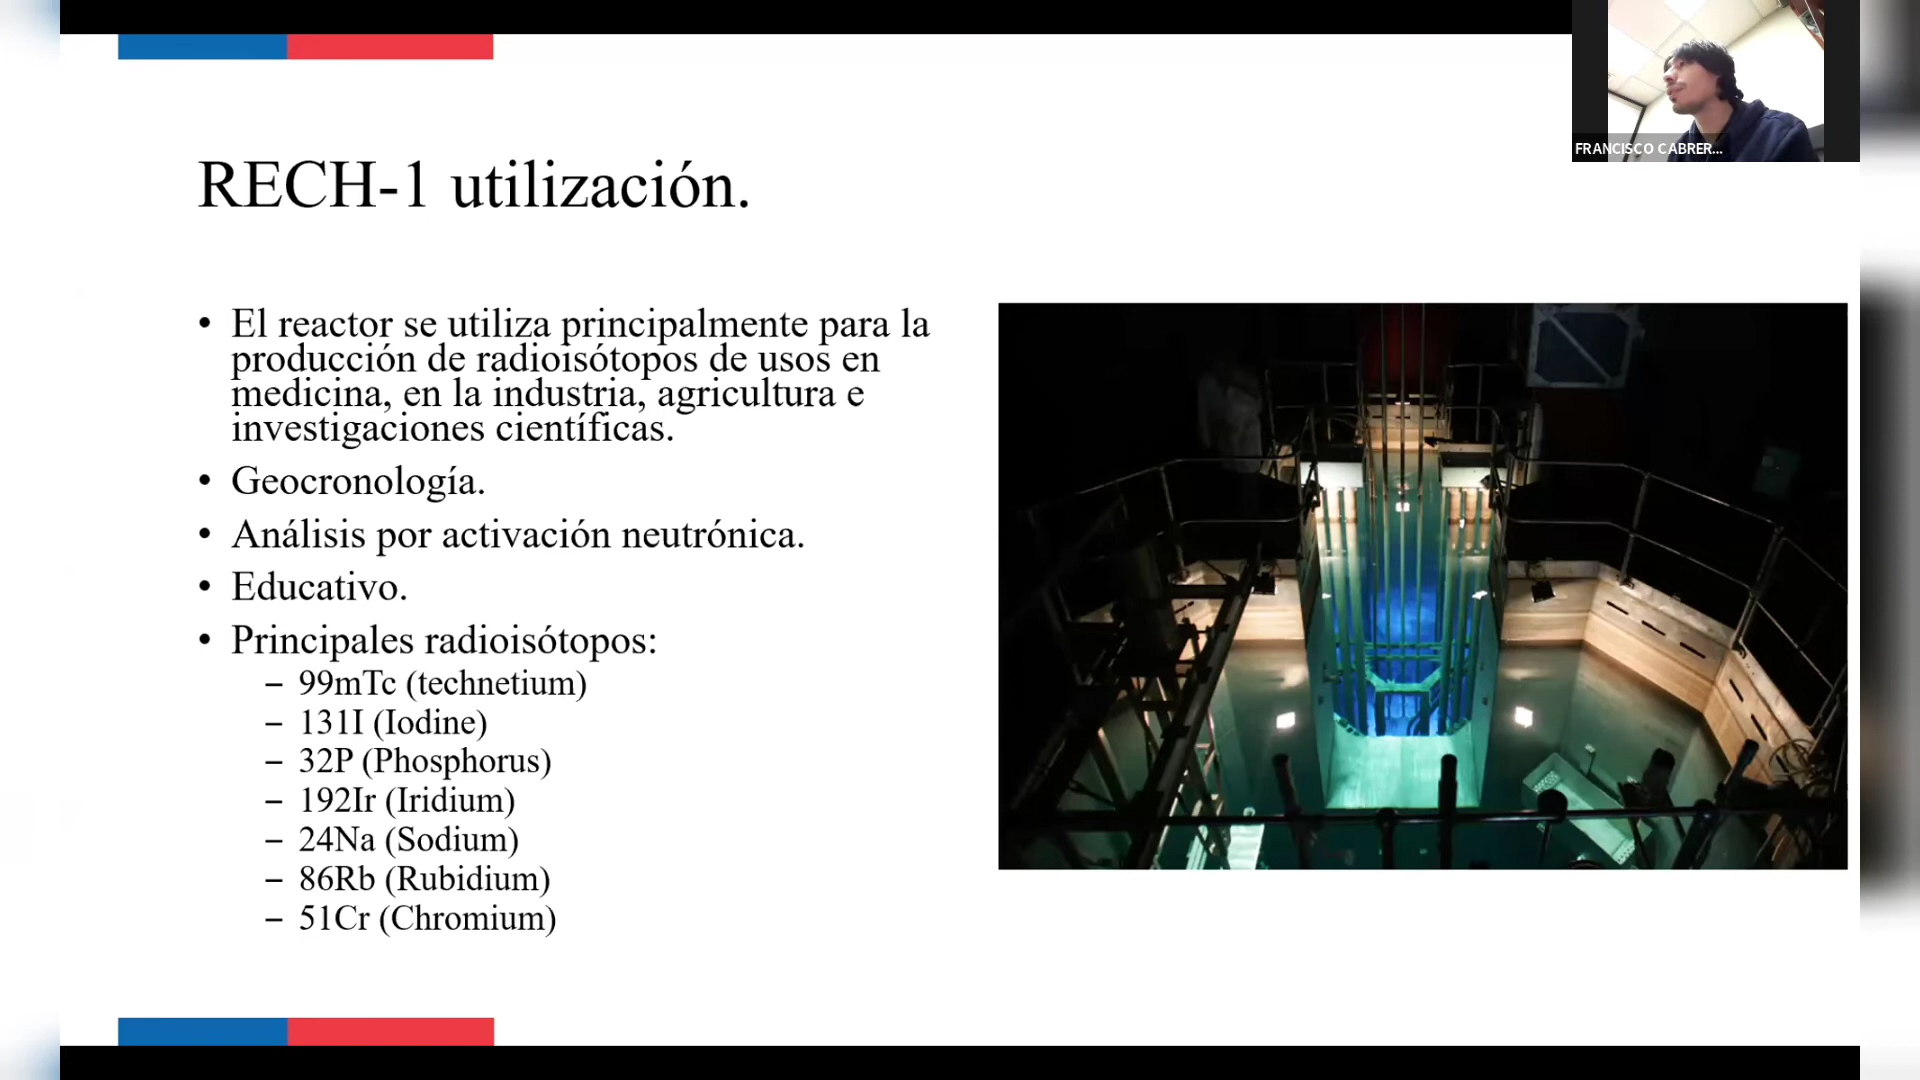 FRANCISCO CABRER...
RECH-1 utilización.
• El reactor se utiliza principalmente para la
producción de radioisótopos de usos en
medicina, en la industria, agricultura e
investigaciones científicas.
• Geocronología.
• Análisis por activación neutrónica.
• Educativo.
• Principales radioisótopos:
– 99mTc (technetium)
– 131I (Iodine)
– 32P (Phosphorus)
– 192Ir (Iridium)
– 24Na (Sodium)
– 86Rb (Rubidium)
– 51Cr (Chromium)